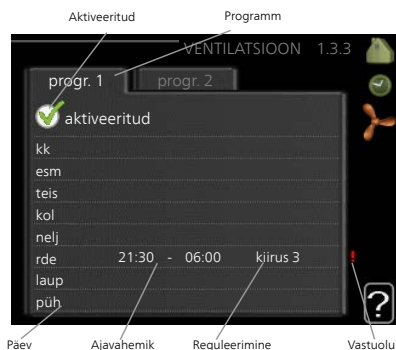 Aktiveeritud Programm
VENTILATSIOON 1.3.3
progr. 1 progr. 2
aktiveeritud
kk
esm
teis
kol
nelj
rde 21:30 - 06:00 kiirus 3 !
laup
püh
?
Päev Ajavahemik Reguleerimine Vastuolu